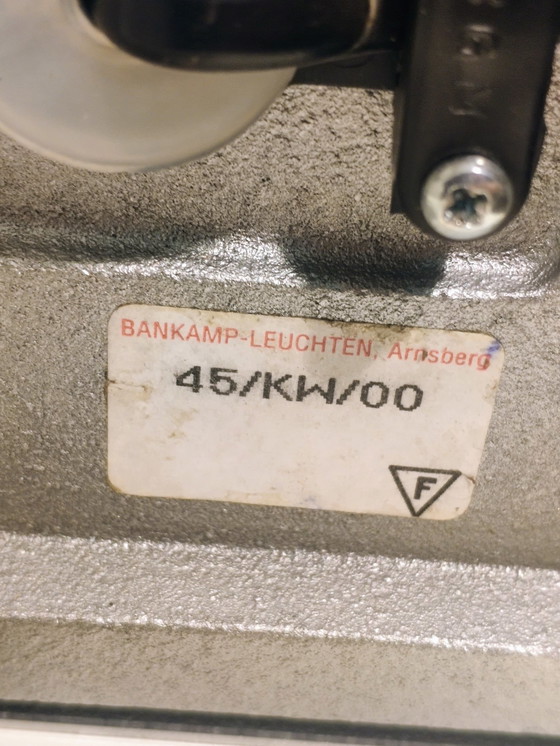 BANKAMP-LEUCHTEN, Arnsberg
45/KW/00
F